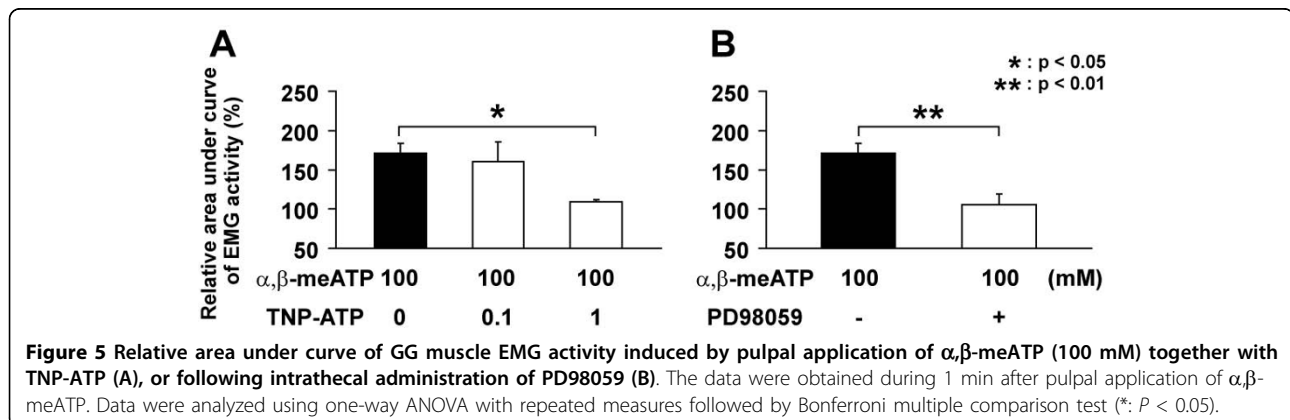 A
B
* : p < 0.05
** : p < 0.01
Relative area under curve
of EMG activity (%)
250
200
150
100
50
*
250
200
150
100
50
**
α,β-meATP 100 100 100
TNP-ATP 0 0.1 1
α,β-meATP 100 100 (mM)
PD98059 - +
Figure 5 Relative area under curve of GG muscle EMG activity induced by pulpal application of α,β-meATP (100 mM) together with
TNP-ATP (A), or following intrathecal administration of PD98059 (B). The data were obtained during 1 min after pulpal application of α,β-
meATP. Data were analyzed using one-way ANOVA with repeated measures followed by Bonferroni multiple comparison test (*: P < 0.05).